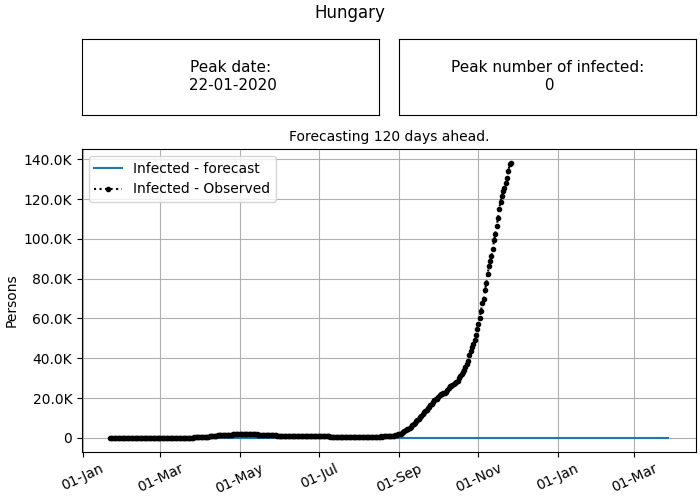 Hungary
Peak date:
22-01-2020
Peak number of infected:
0
Forecasting 120 days ahead.
Infected - forecast
Infected - Observed
140.0K
120.0K
100.0K
80.0K
60.0K
40.0K
20.0K
0
Persons
01-Jan
01-Mar
01-May
01-Jul
01-Sep
01-Nov
01-Jan
01-Mar